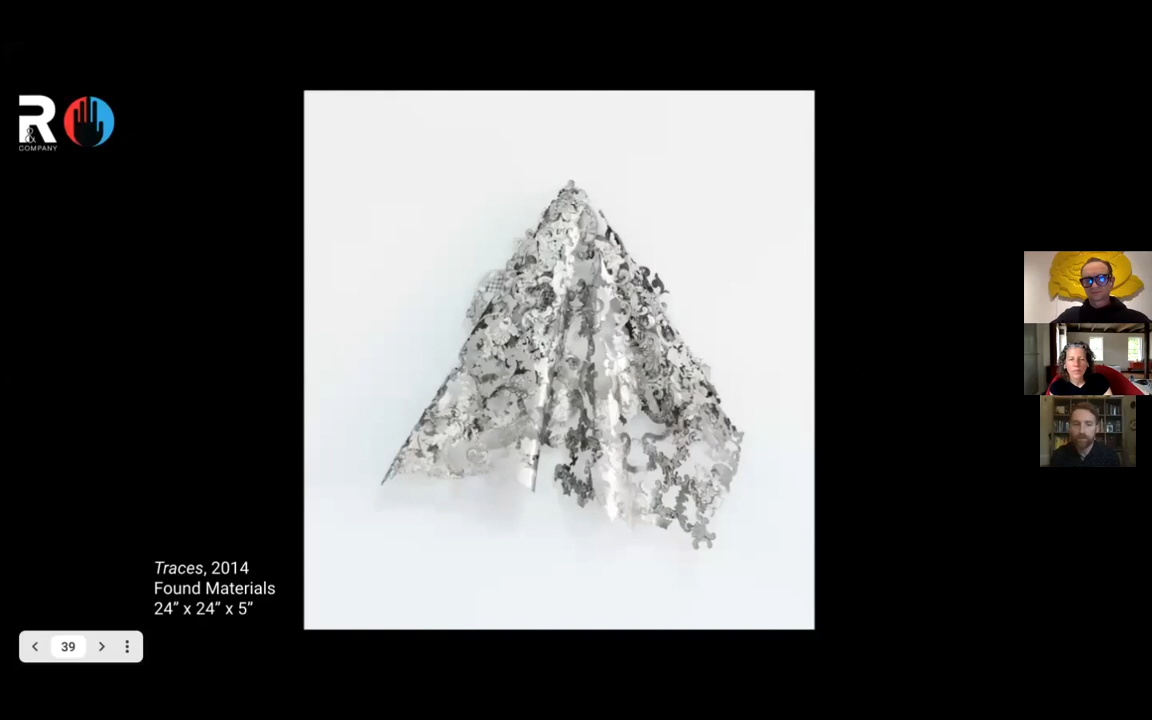 R
&
COMPANY
Traces, 2014
Found Materials
24” x 24” x 5”
39